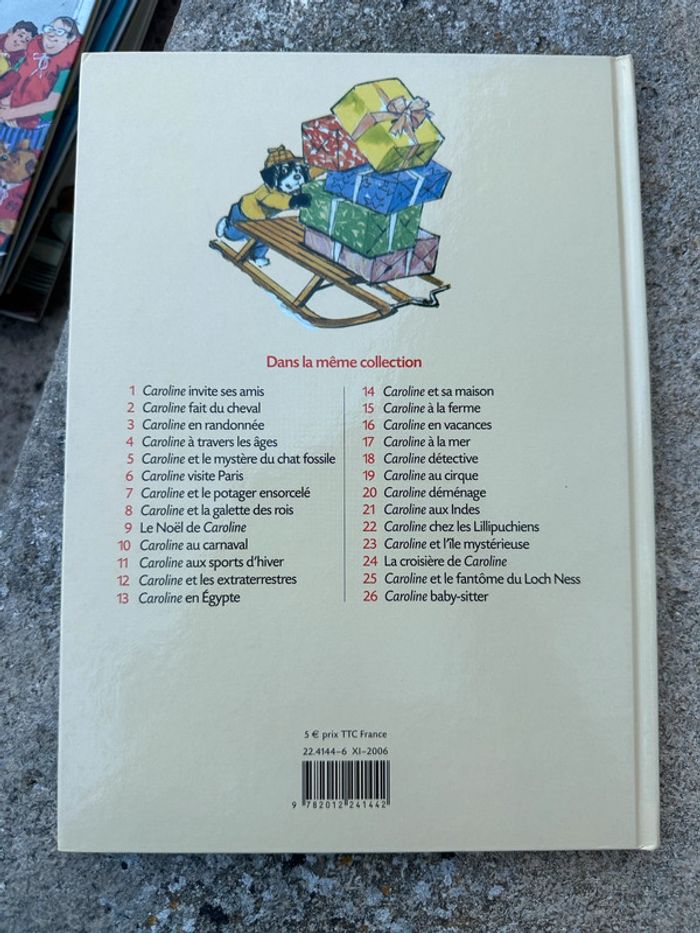 Dans la même collection
1 Caroline invite ses amis
2 Caroline fait du cheval
3 Caroline en randonnée
4 Caroline à travers les âges
5 Caroline et le mystère du chat fossile
6 Caroline visite Paris
7 Caroline et le potager ensorcelé
8 Caroline et la galette des rois
9 Le Noël de Caroline
10 Caroline au carnaval
11 Caroline aux sports d'hiver
12 Caroline et les extraterrestres
13 Caroline en Égypte
14 Caroline et sa maison
15 Caroline à la ferme
16 Caroline en vacances
17 Caroline à la mer
18 Caroline détective
19 Caroline au cirque
20 Caroline déménage
21 Caroline aux Indes
22 Caroline chez les Lillipuchiens
23 Caroline et l'île mystérieuse
24 La croisière de Caroline
25 Caroline et le fantôme du Loch Ness
26 Caroline baby-sitter
5 € prix TTC France
22.4144-6 XI-2006
9 782012 241442